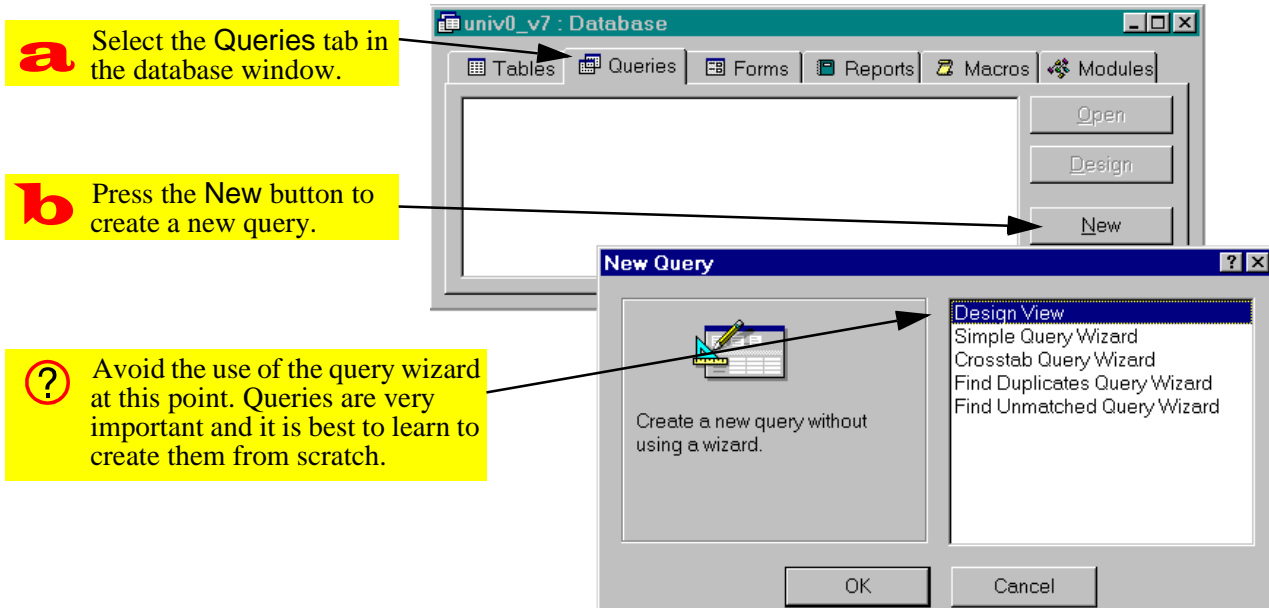 univ0_v7 : Database
a
Select the Queries tab in
the database window.
Tables
Queries
Forms
Reports
Macros
Modules
Open
Design
b
Press the New button to
create a new query.
New
New Query
?
Avoid the use of the query wizard
at this point. Queries are very
important and it is best to learn to
create them from scratch.
Create a new query without
using a wizard.
Design View
Simple Query Wizard
Crosstab Query Wizard
Find Duplicates Query Wizard
Find Unmatched Query Wizard
OK
Cancel